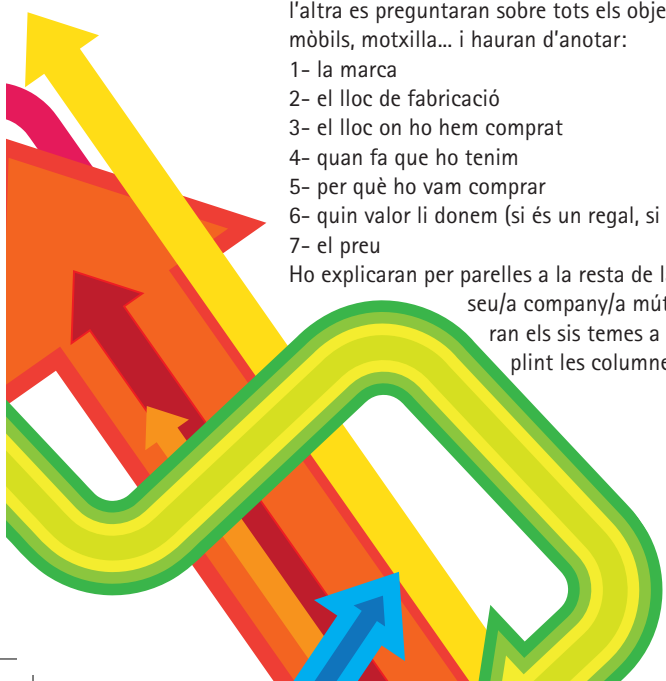 l'altra es preguntaran sobre tots els obje
mòbils, motxilla... i hauran d'anotar:
1- la marca
2- el lloc de fabricació
3- el lloc on ho hem comprat
4- quan fa que ho tenim
5- per què ho vam comprar
6- quin valor li donem (si és un regal, si
7- el preu
Ho explicaran per parelles a la resta de l
seu/a company/a mút
ran els sis temes a
plint les columne